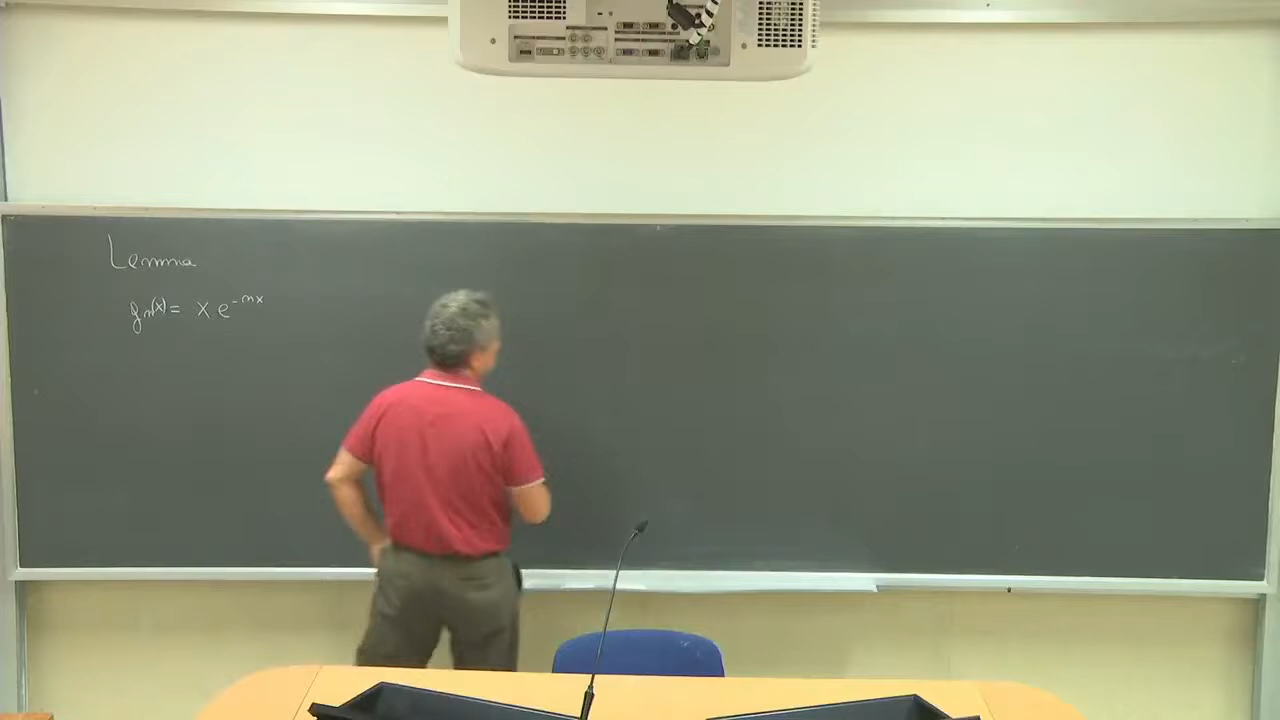 Lemma
fn(x) = x e^{-nx}